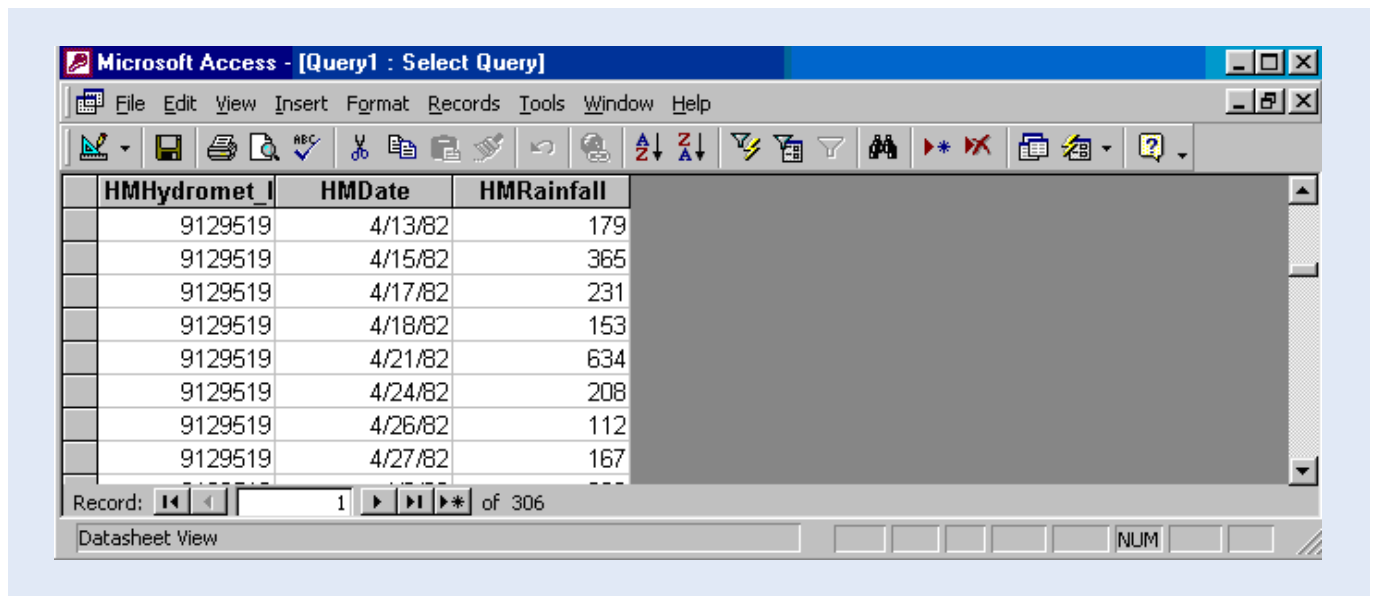 Microsoft Access - [Query1 : Select Query]
File Edit View Insert Format Records Tools Window Help
HMHydromet_I HMDate HMRainfall
9129519 4/13/82 179
9129519 4/15/82 365
9129519 4/17/82 231
9129519 4/18/82 153
9129519 4/21/82 634
9129519 4/24/82 208
9129519 4/26/82 112
9129519 4/27/82 167
Record: 1 of 306
Datasheet View NUM